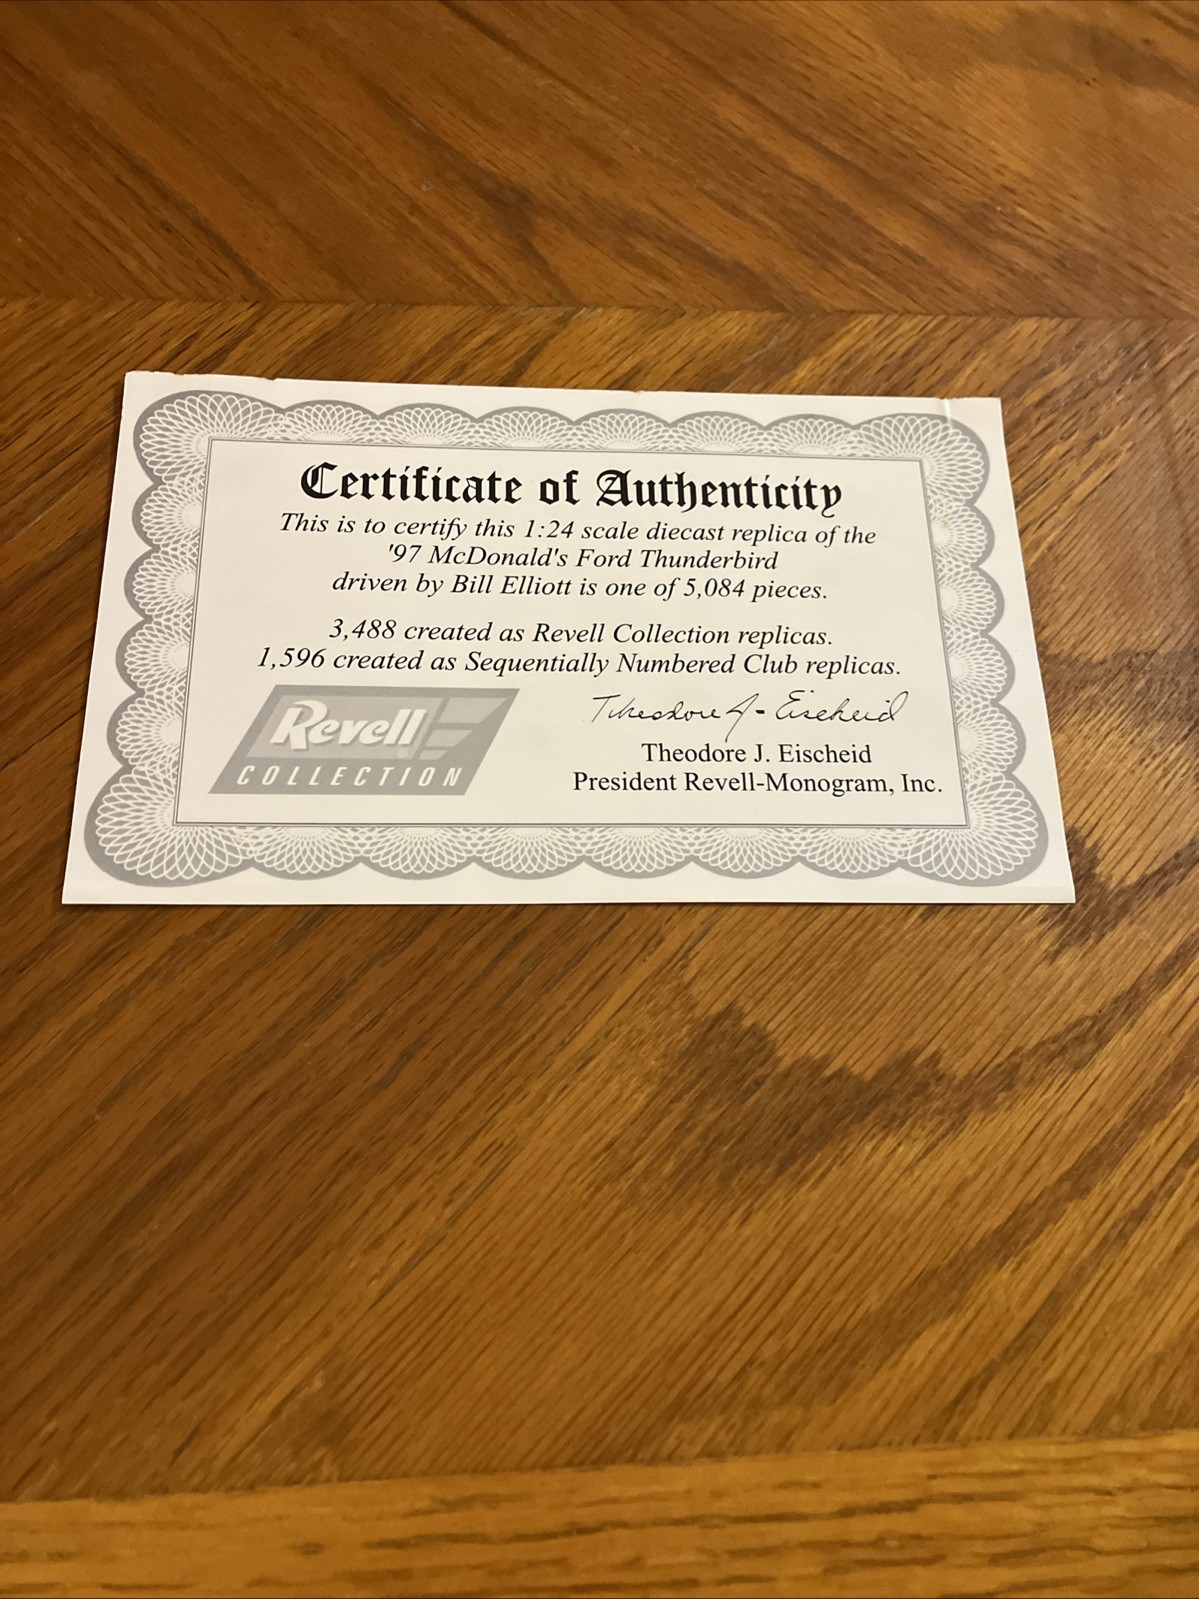 Certificate of Authenticity
This is to certify this 1:24 scale diecast replica of the
'97 McDonald's Ford Thunderbird
driven by Bill Elliott is one of 5,084 pieces.
3,488 created as Revell Collection replicas.
1,596 created as Sequentially Numbered Club replicas.
Revell
COLLECTION
Theodore J. Eischeid
Theodore J. Eischeid
President Revell-Monogram, Inc.